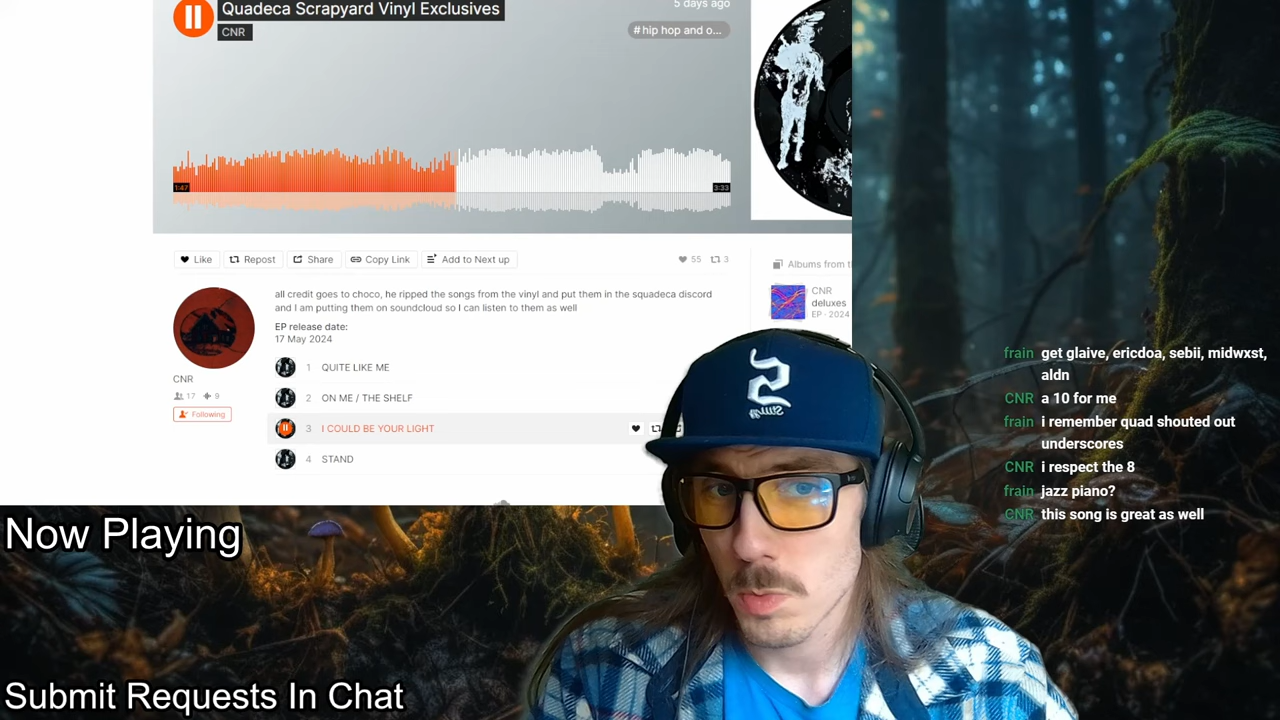 Quadeca Scrapyard Vinyl Exclusives
CNR
5 days ago
# hip hop and o...
1:47
3:33
Like
Repost
Share
Copy Link
Add to Next up
55
3
Albums from
all credit goes to choco, he ripped the songs from the vinyl and put them in the squadeca discord
and I am putting them on soundcloud so I can listen to them as well
EP release date:
17 May 2024
CNR
deluxes
EP · 2024
CNR
17
9
Following
1 QUITE LIKE ME
2 ON ME / THE SHELF
3 I COULD BE YOUR LIGHT
4 STAND
frain get glaive, ericdoa, sebii, midwxst,
aldn
CNR a 10 for me
frain i remember quad shouted out
underscores
CNR i respect the 8
frain jazz piano?
CNR this song is great as well
Now Playing
Submit Requests In Chat